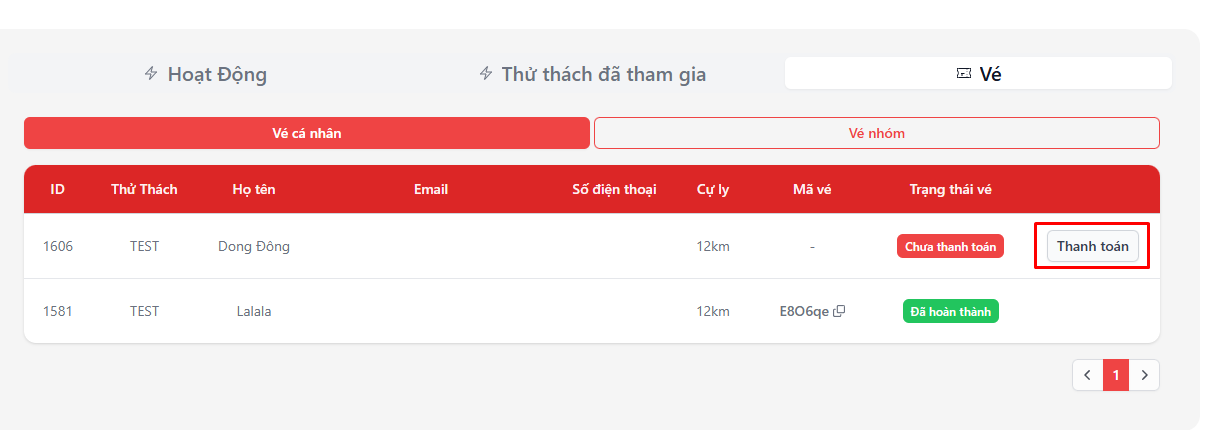 Hoạt Động Thử thách đã tham gia Vé
Vé cá nhân Vé nhóm
ID Thử Thách Họ tên Email Số điện thoại Cự ly Mã vé Trạng thái vé
1606 TEST Dong Đông 12km - Chưa thanh toán Thanh toán
1581 TEST Lalala 12km E8O6qe Đã hoàn thành
1